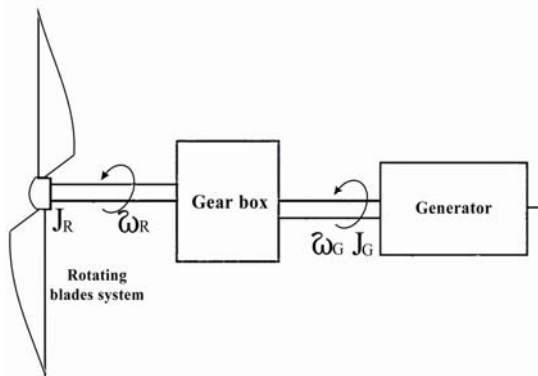 Gear box
Generator
J_R
ω_R
ω_G J_G
Rotating
blades system